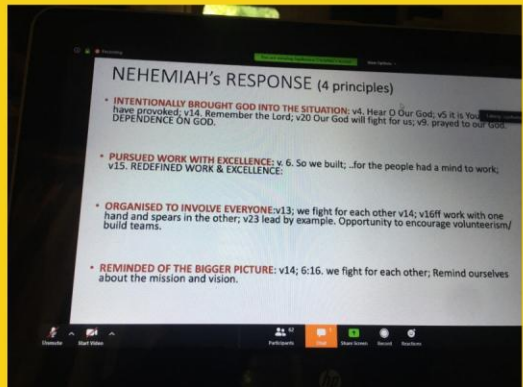 Recording
View Options
NEHEMIAH's RESPONSE (4 principles)
• INTENTIONALLY BROUGHT GOD INTO THE SITUATION: v4. Hear O Our God; v5 it is You
have provoked; v14. Remember the Lord; v20 Our God will fight for us; v9. prayed to our God.
DEPENDENCE ON GOD.
• PURSUED WORK WITH EXCELLENCE: v. 6. So we built; ..for the people had a mind to work;
v15. REDEFINED WORK & EXCELLENCE:
• ORGANISED TO INVOLVE EVERYONE:v13; we fight for each other v14; v16ff work with one
hand and spears in the other; v23 lead by example. Opportunity to encourage volunteerism/
build teams.
• REMINDED OF THE BIGGER PICTURE: v14; 6:16. we fight for each other; Remind ourselves
about the mission and vision.
Unmute Start Video Participants 62 Chat Share Screen Record Reactions
hp